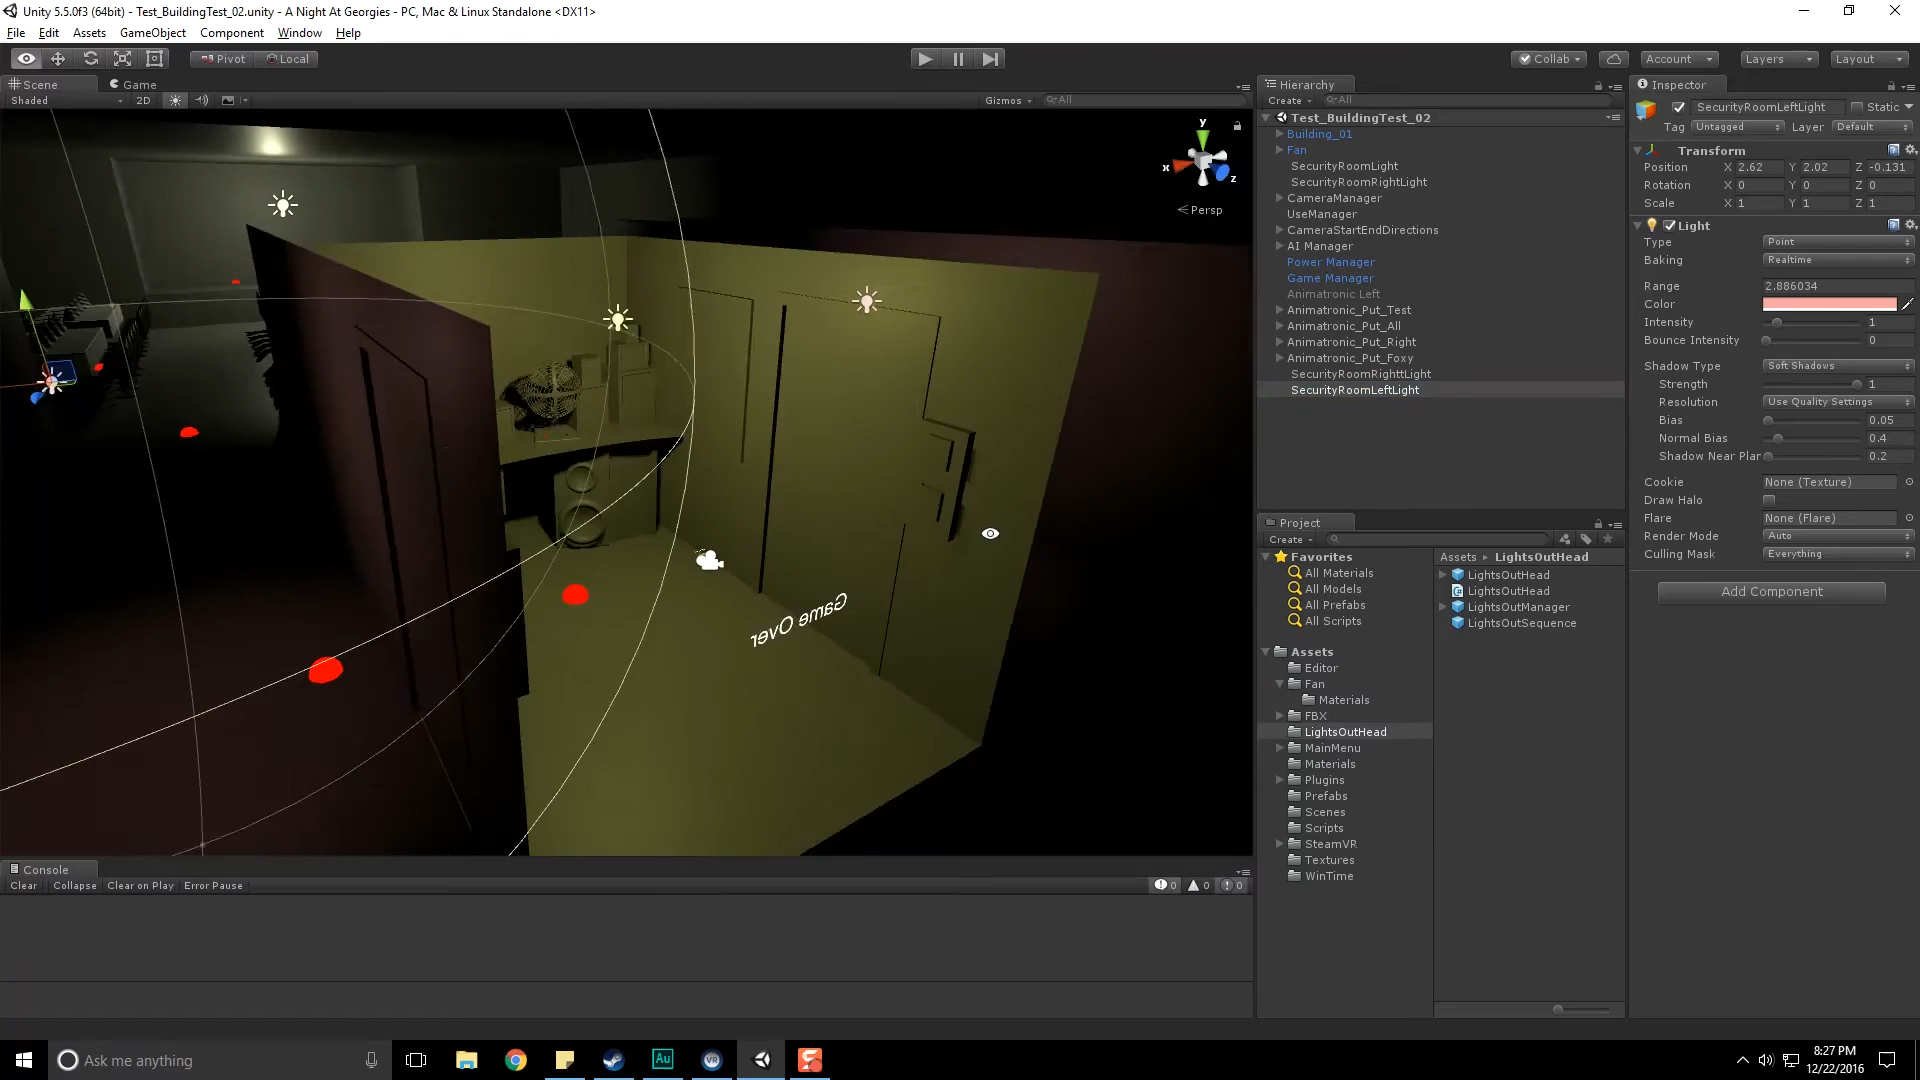 Unity 5.5.0f3 (64bit) - Test_BuildingTest_02.unity - A Night At Georgies - PC, Mac & Linux Standalone <DX11>
File Edit Assets GameObject Component Window Help
Pivot Local Collab Account Layers Layout
Scene Game
Shaded 2D Gizmos All
y
x
z
Persp
Game Over
Hierarchy
Create All
Test_BuildingTest_02
Building_01
Fan
SecurityRoomLight
SecurityRoomRightLight
CameraManager
UseManager
CameraStartEndDirections
AI Manager
Power Manager
Game Manager
Animatronic Left
Animatronic_Put_Test
Animatronic_Put_All
Animatronic_Put_Right
Animatronic_Put_Foxy
SecurityRoomRighttLight
SecurityRoomLeftLight
Project
Create
Favorites
All Materials
All Models
All Prefabs
All Scripts
Assets
Editor
Fan
Materials
FBX
LightsOutHead
MainMenu
Materials
Plugins
Prefabs
Scenes
Scripts
SteamVR
Textures
WinTime
Assets LightsOutHead
LightsOutHead
LightsOutHead
LightsOutManager
LightsOutSequence
Inspector
SecurityRoomLeftLight Static
Tag Untagged Layer Default
Transform
Position X 2.62 Y 2.02 Z -0.131
Rotation X 0 Y 0 Z 0
Scale X 1 Y 1 Z 1
Light
Type Point
Baking Realtime
Range 2.886034
Color
Intensity 1
Bounce Intensity 0
Shadow Type Soft Shadows
Strength 1
Resolution Use Quality Settings
Bias 0.05
Normal Bias 0.4
Shadow Near Plar 0.2
Cookie None (Texture)
Draw Halo
Flare None (Flare)
Render Mode Auto
Culling Mask Everything
Add Component
Console
Clear Collapse Clear on Play Error Pause 0 0 0
Ask me anything
Au
VR
8:27 PM
12/22/2016